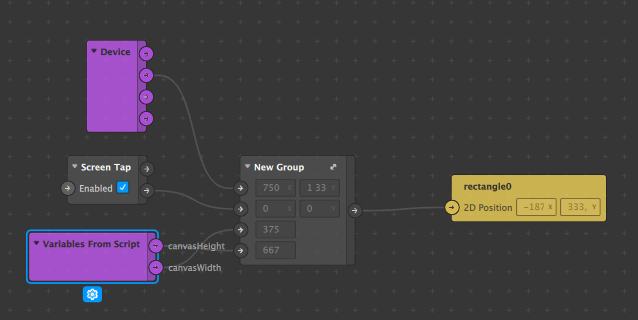 Device
Screen Tap
Enabled
New Group
750 X 1 33 Y
0 X 0 Y
375
667
rectangle0
2D Position -187 X 333, Y
Variables From Script
canvasHeight
canvasWidth